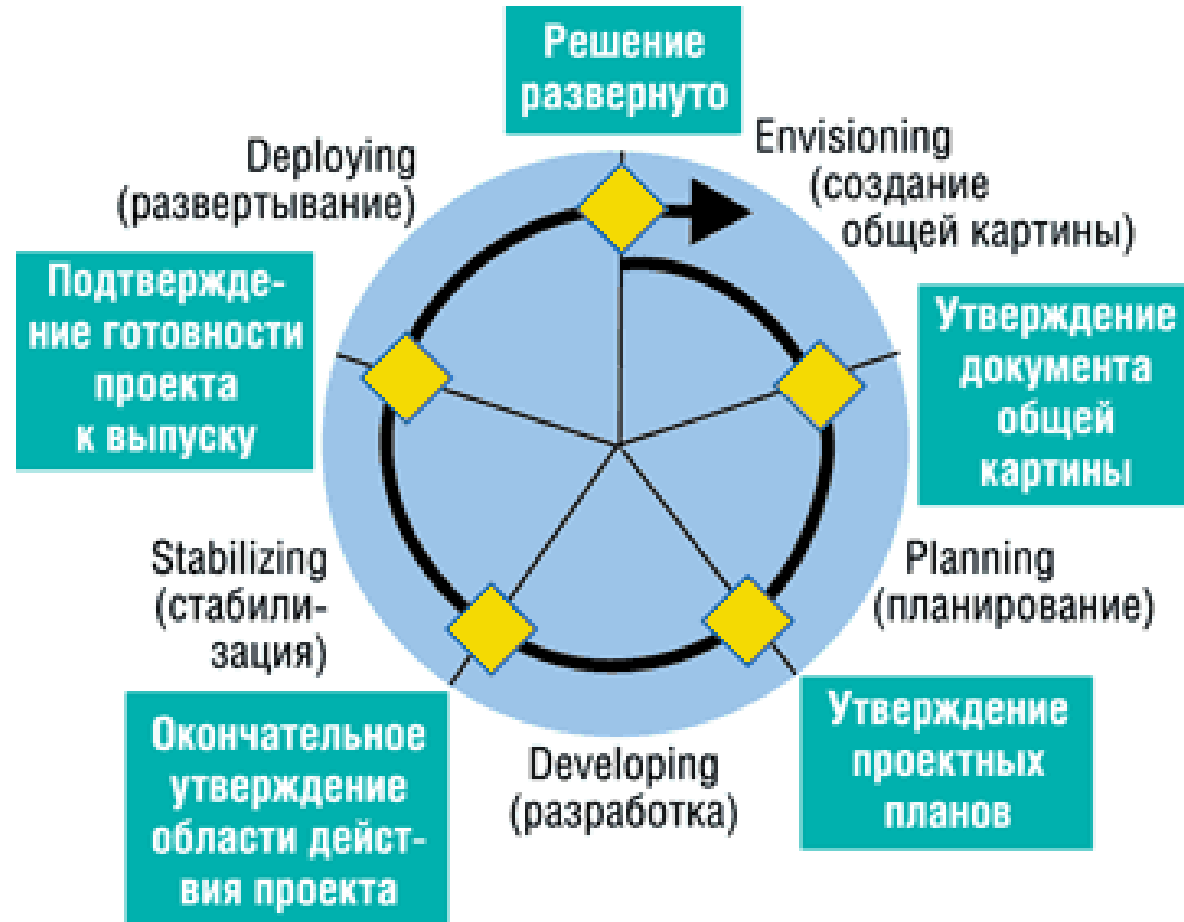 Решение
развернуто
Envisioning
(создание
общей картины)
Утверждение
документа
общей
картины
Planning
(планирование)
Утверждение
проектных
планов
Developing
(разработка)
Окончательное
утверждение
области дейст-
вия проекта
Stabilizing
(стабили-
зация)
Подтвержде-
ние готовности
проекта
к выпуску
Deploying
(развертывание)